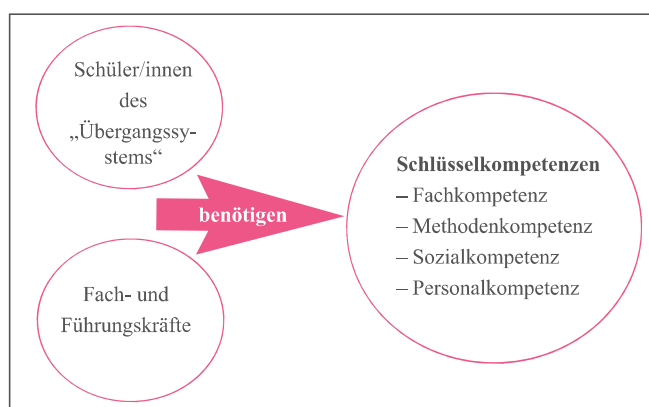 Schüler/innen
des
„Übergangssy-
stems“
benötigen
Fach- und
Führungskräfte
Schlüsselkompetenzen
– Fachkompetenz
– Methodenkompetenz
– Sozialkompetenz
– Personalkompetenz